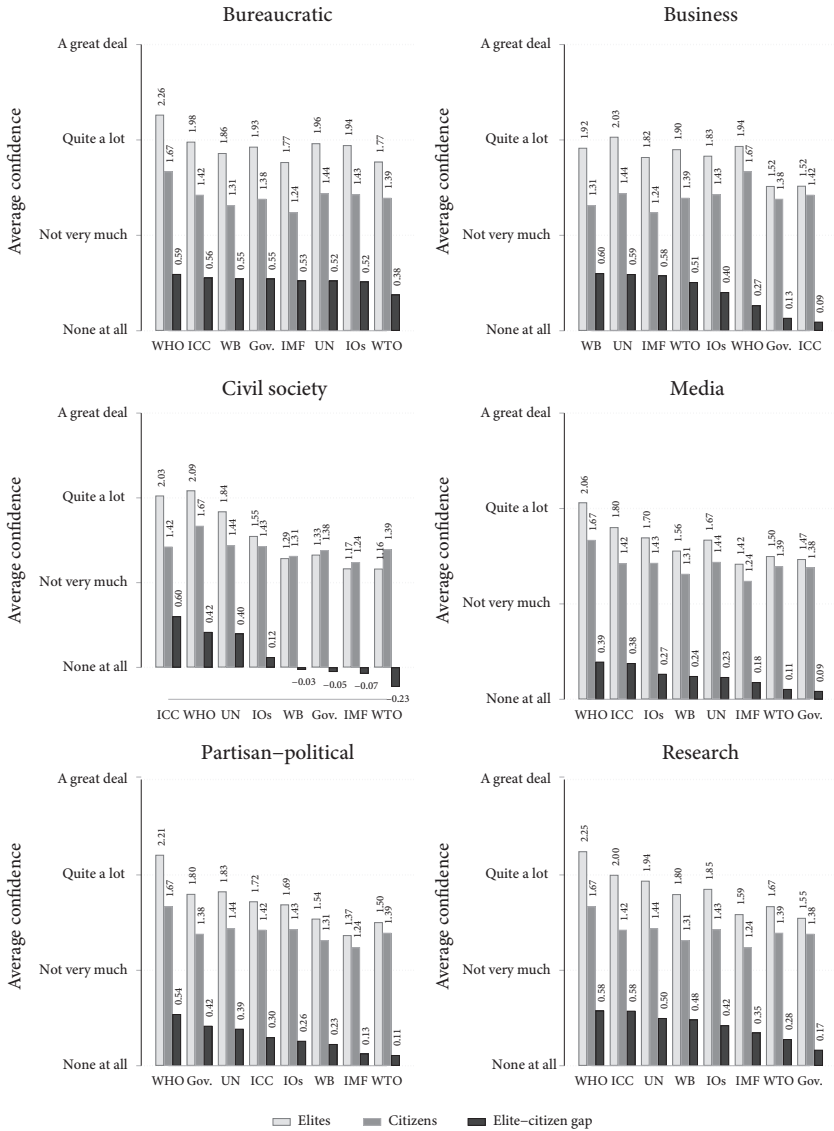 Bureaucratic
Average confidence
A great deal
Quite a lot
Not very much
None at all
2.26 1.67 0.59 1.98 1.42 0.56 1.86 1.31 0.55 1.93 1.38 0.55 1.77 1.24 0.53 1.96 1.44 0.52 1.94 1.43 0.52 1.77 1.39 0.38
WHO ICC WB Gov. IMF UN IOs WTO
Business
Average confidence
A great deal
Quite a lot
Not very much
None at all
1.92 1.31 0.60 2.03 1.44 0.59 1.82 1.24 0.58 1.90 1.39 0.51 1.83 1.43 0.40 1.94 1.67 0.27 1.52 1.38 0.13 1.52 1.42 0.09
WB UN IMF WTO IOs WHO Gov. ICC
Civil society
Average confidence
A great deal
Quite a lot
Not very much
None at all
2.03 1.42 0.60 2.09 1.67 0.42 1.84 1.44 0.40 1.55 1.43 0.12 1.29 1.31 −0.03 1.33 1.38 −0.05 1.17 1.24 −0.07 1.16 1.39 −0.23
ICC WHO UN IOs WB Gov. IMF WTO
Media
Average confidence
A great deal
Quite a lot
Not very much
None at all
2.06 1.67 0.39 1.80 1.42 0.38 1.70 1.43 0.27 1.56 1.31 0.24 1.67 1.44 0.23 1.42 1.24 0.18 1.50 1.39 0.11 1.47 1.38 0.09
WHO ICC IOs WB UN IMF WTO Gov.
Partisan−political
Average confidence
A great deal
Quite a lot
Not very much
None at all
2.21 1.67 0.54 1.80 1.38 0.42 1.83 1.44 0.39 1.72 1.42 0.30 1.69 1.43 0.26 1.54 1.31 0.23 1.37 1.24 0.13 1.50 1.39 0.11
WHO Gov. UN ICC IOs WB IMF WTO
Research
Average confidence
A great deal
Quite a lot
Not very much
None at all
2.25 1.67 0.58 2.00 1.42 0.58 1.94 1.44 0.50 1.80 1.31 0.48 1.85 1.43 0.42 1.59 1.24 0.35 1.67 1.39 0.28 1.55 1.38 0.17
WHO ICC UN WB IOs IMF WTO Gov.
Elites Citizens Elite−citizen gap